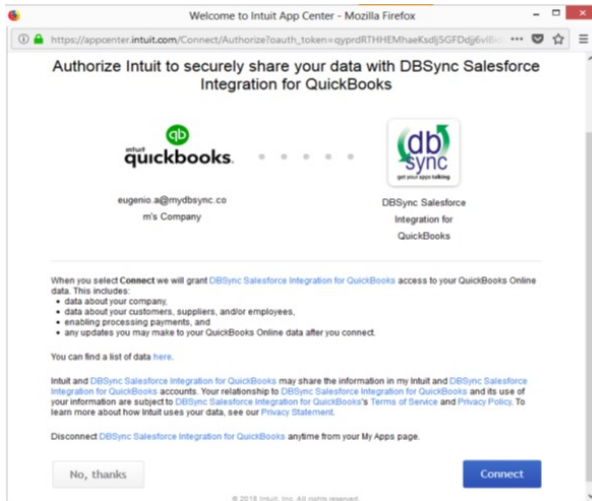 Welcome to Intuit App Center - Mozilla Firefox
https://appcenter.intuit.com/Connect/Authorize?oauth_token=
Authorize Intuit to securely share your data with DBSync Salesforce
Integration for QuickBooks
intuit
quickbooks.
qb
db
sync
get your apps talking
eugenio.a@mydbsync.co
m's Company
DBSync Salesforce
Integration for
QuickBooks
When you select Connect we will grant DBSync Salesforce Integration for QuickBooks access to your QuickBooks Online
data. This includes:
• data about your company,
• data about your customers, suppliers, and/or employees,
• enabling processing payments, and
• any updates you may make to your QuickBooks Online data after you connect.
You can find a list of data here.
Intuit and DBSync Salesforce Integration for QuickBooks may share the information in my Intuit and DBSync Salesforce
Integration for QuickBooks accounts. Your relationship to DBSync Salesforce Integration for QuickBooks and its use of
your information are subject to DBSync Salesforce Integration for QuickBooks's Terms of Service and Privacy Policy. To
learn more about how Intuit uses your data, see our Privacy Statement.
Disconnect DBSync Salesforce Integration for QuickBooks anytime from your My Apps page.
No, thanks
Connect
© 2018 Intuit, Inc. All rights reserved.